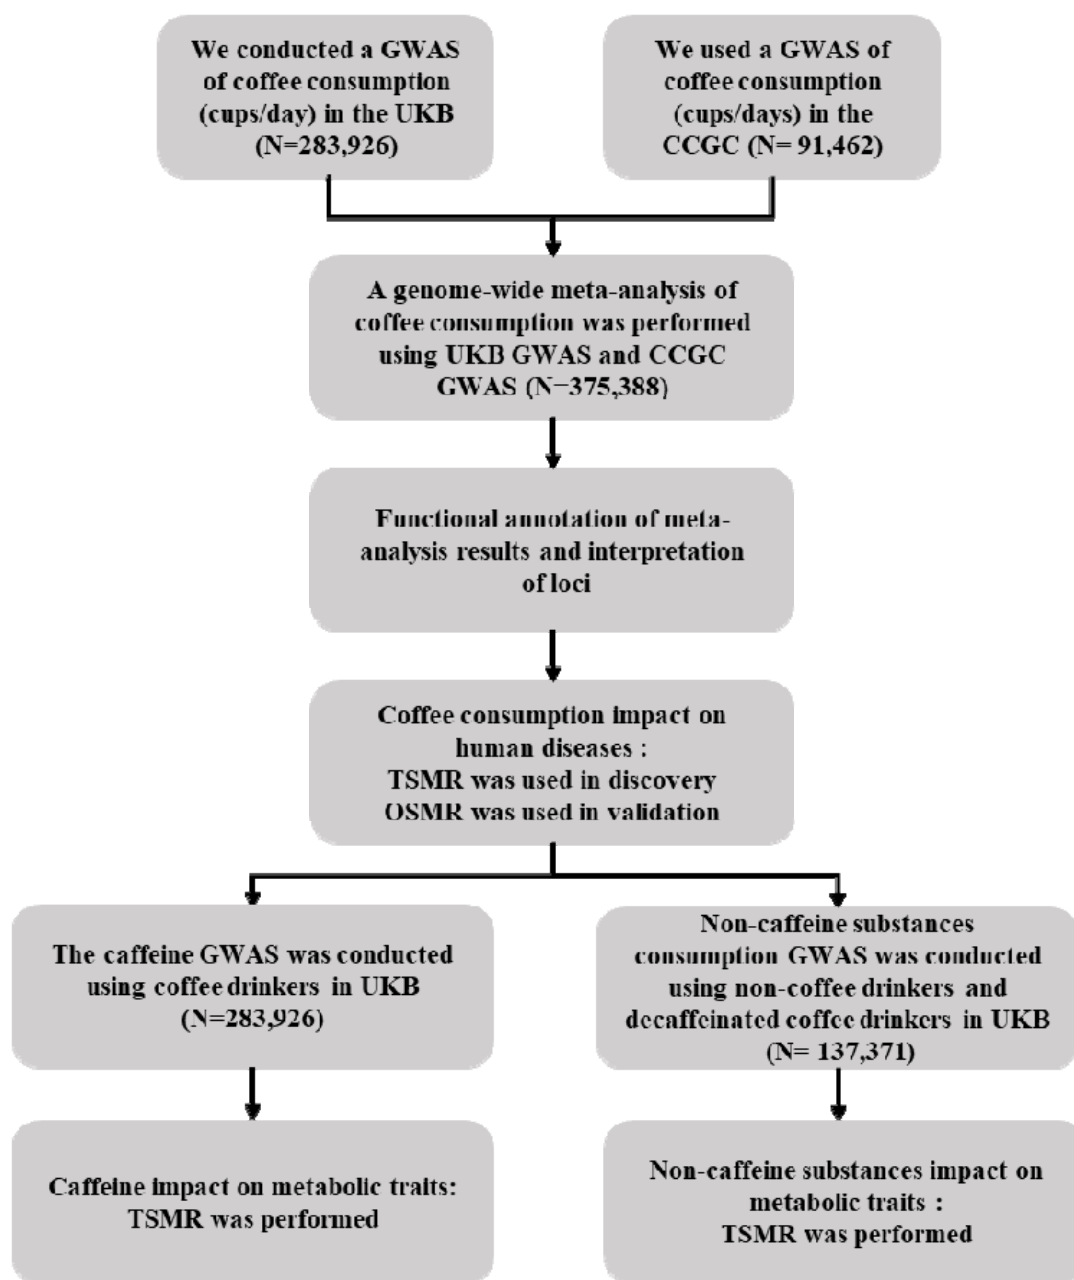 We conducted a GWAS
of coffee consumption
(cups/day) in the UKB
(N=283,926)
We used a GWAS of
coffee consumption
(cups/days) in the
CCGC (N= 91,462)
A genome-wide meta-analysis of
coffee consumption was performed
using UKB GWAS and CCGC
GWAS (N=375,388)
Functional annotation of meta-
analysis results and interpretation
of loci
Coffee consumption impact on
human diseases :
TSMR was used in discovery
OSMR was used in validation
The caffeine GWAS was conducted
using coffee drinkers in UKB
(N=283,926)
Non-caffeine substances
consumption GWAS was conducted
using non-coffee drinkers and
decaffeinated coffee drinkers in UKB
(N= 137,371)
Caffeine impact on metabolic traits:
TSMR was performed
Non-caffeine substances impact on
metabolic traits :
TSMR was performed